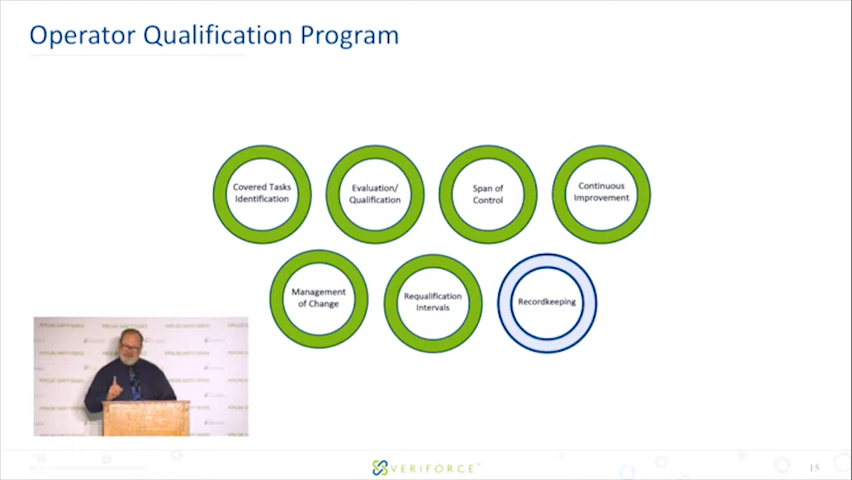 Operator Qualification Program
Covered Tasks
Identification
Evaluation/
Qualification
Span of
Control
Continuous
Improvement
Management
of Change
Requalification
Intervals
Recordkeeping
VERIFORCE™
15